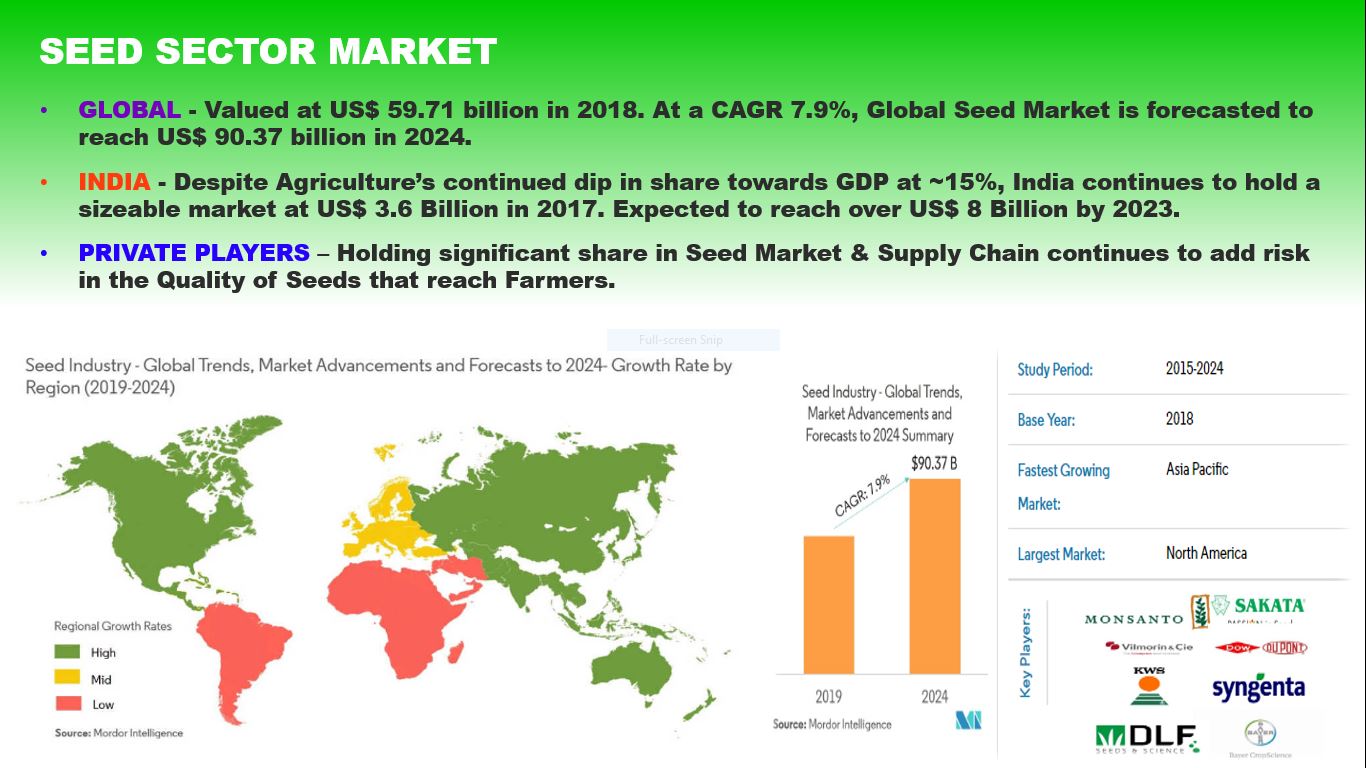 SEED SECTOR MARKET
• GLOBAL - Valued at US$ 59.71 billion in 2018. At a CAGR 7.9%, Global Seed Market is forecasted to
reach US$ 90.37 billion in 2024.
• INDIA - Despite Agriculture’s continued dip in share towards GDP at ~15%, India continues to hold a
sizeable market at US$ 3.6 Billion in 2017. Expected to reach over US$ 8 Billion by 2023.
• PRIVATE PLAYERS – Holding significant share in Seed Market & Supply Chain continues to add risk
in the Quality of Seeds that reach Farmers.
Full-screen Snip
Seed Industry - Global Trends, Market Advancements and Forecasts to 2024- Growth Rate by
Region (2019-2024)
Regional Growth Rates
High
Mid
Low
Source: Mordor Intelligence
Seed Industry - Global Trends,
Market Advancements and
Forecasts to 2024 Summary
$90.37 B
CAGR: 7.9%
2019
2024
Source: Mordor Intelligence
Study Period: 2015-2024
Base Year: 2018
Fastest Growing Asia Pacific
Market:
Largest Market: North America
Key Players:
MONSANTO
SAKATA
Vilmorin & Cie
DOW
DUPONT
KWS
syngenta
DLF
SEEDS & SCIENCE
BAYER
Bayer CropScience